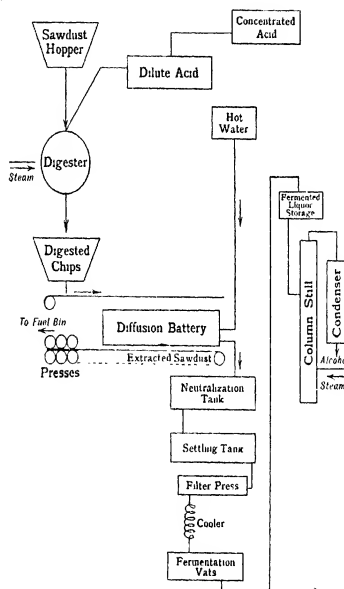 Concentrated
Acid
Sawdust
Hopper
Dilute Acid
Hot
Water
Digester
Steam
Fermented
Liquor
Storage
Digested
Chips
Column Still
Condenser
To Fuel Bin
Diffusion Battery
Extracted Sawdust
Presses
Alcoho
Steam
Neutralization
Tank
Settling Tank
Filter Press
Cooler
Fermentation
Vats